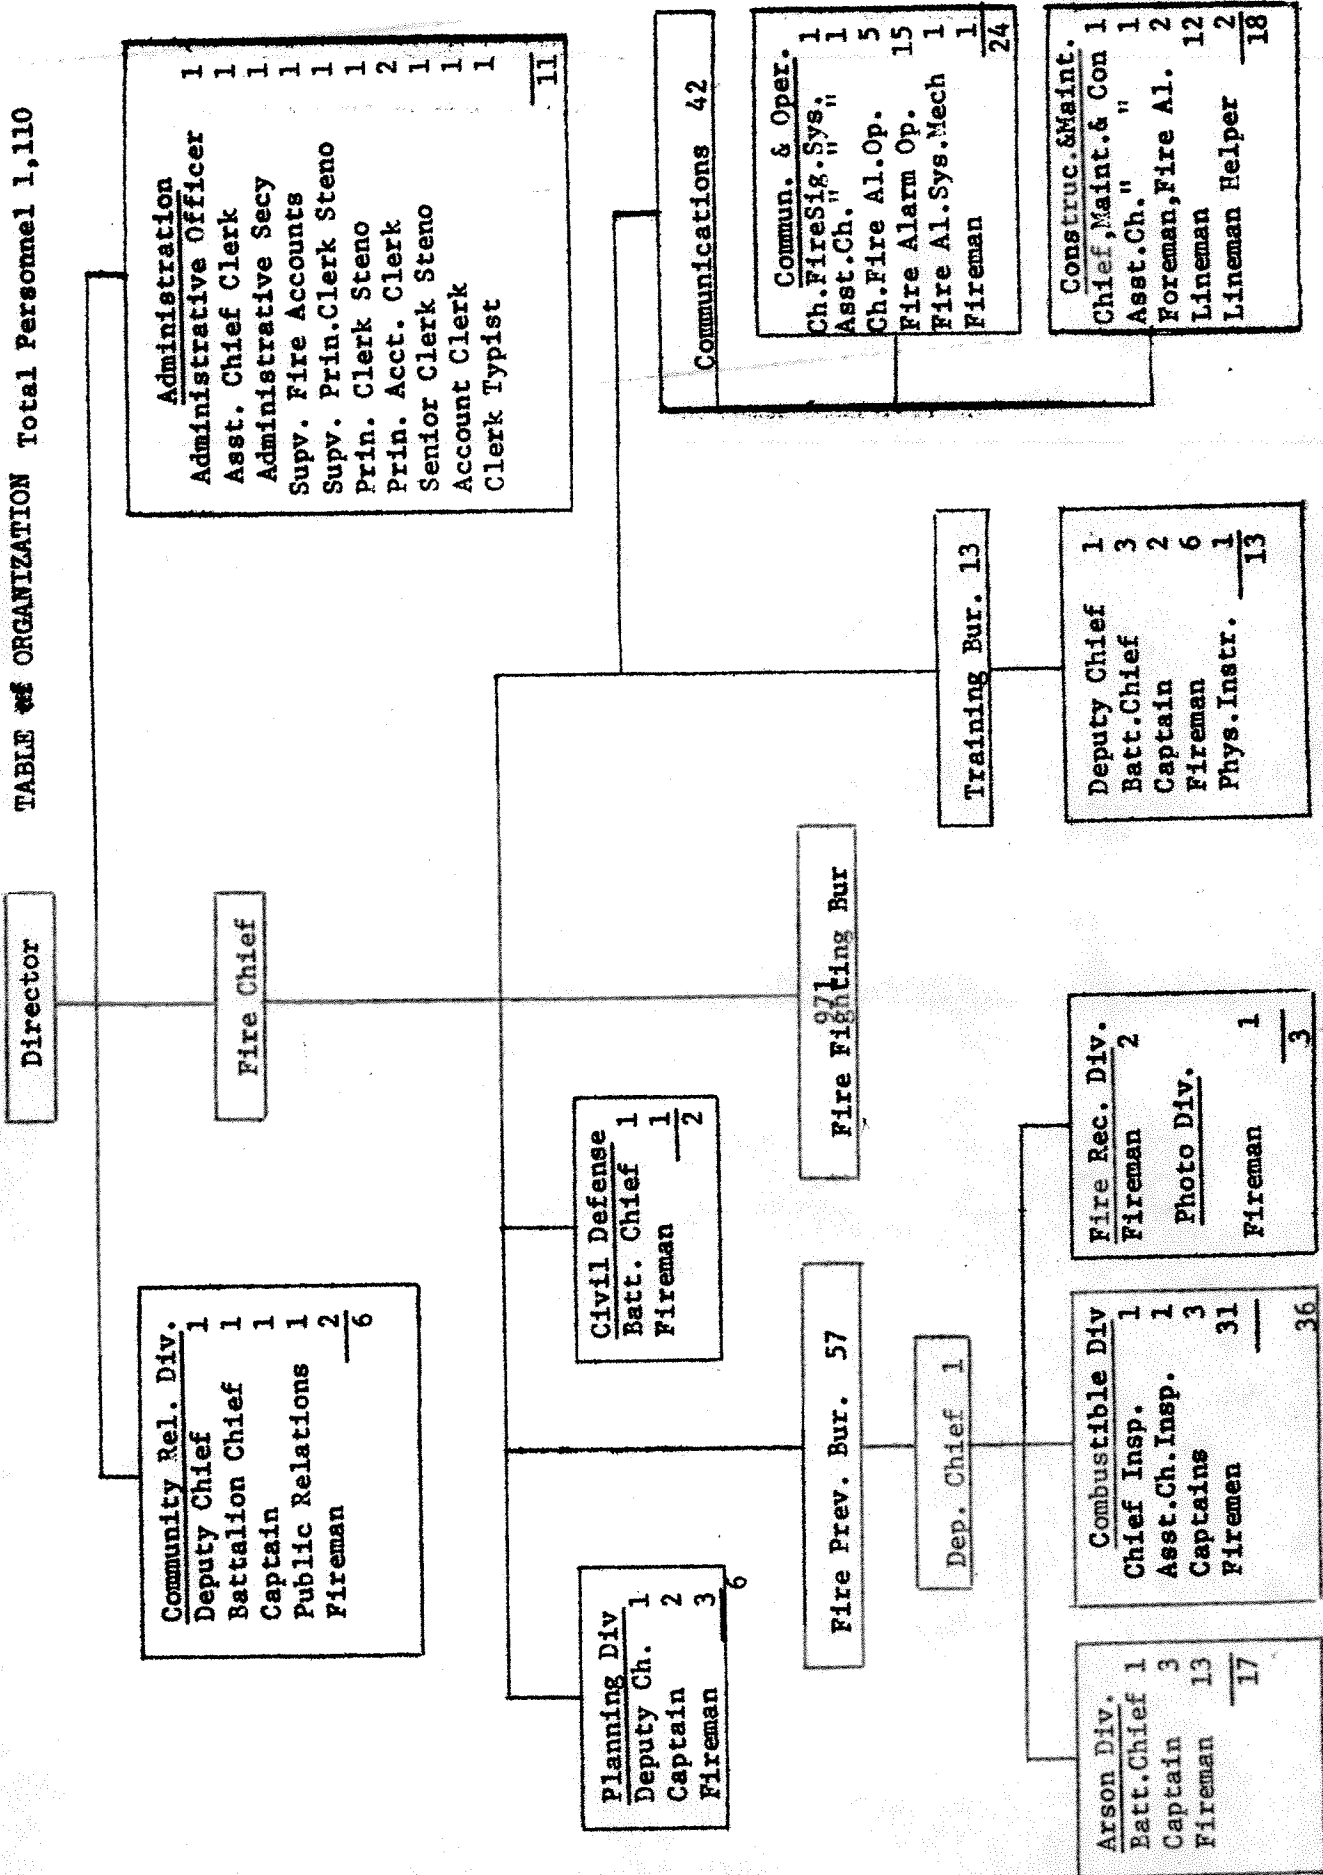 TABLE of ORGANIZATION Total Personnel 1,110
Director
Fire Chief
Community Rel. Div.
Deputy Chief 1
Battalion Chief 1
Captain 1
Public Relations 1
Fireman 2
6
Administration
Administrative Officer 1
Asst. Chief Clerk 1
Administrative Secy 1
Supv. Fire Accounts 1
Supv. Prin.Clerk Steno 1
Prin. Clerk Steno 1
Prin. Acct. Clerk 2
Senior Clerk Steno 1
Account Clerk 1
Clerk Typist 1
11
Planning Div
Deputy Ch. 1
Captain 2
Fireman 3
6
Civil Defense
Batt. Chief 1
Fireman 1
2
Communications 42
Commun. & Oper.
Ch.FireSig.Sys. 1
Asst.Ch. " " " 1
Ch.Fire Al.Op. 5
Fire Alarm Op. 15
Fire Al.Sys.Mech 1
Fireman 1
24
Construc.&Maint.
Chief,Maint.& Con 1
Asst.Ch." " 1
Foreman,Fire Al. 2
Lineman 12
Lineman Helper 2
18
Fire Prev. Bur. 57
971
Fire Fighting Bur
Training Bur. 13
Deputy Chief 1
Batt.Chief 3
Captain 2
Fireman 6
Phys.Instr. 1
13
Dep. Chief 1
Arson Div.
Batt.Chief 1
Captain 3
Fireman 13
17
Combustible Div
Chief Insp. 1
Asst.Ch.Insp. 1
Captains 3
Firemen 31
36
Fire Rec. Div.
Fireman 2
Photo Div.
Fireman 1
3